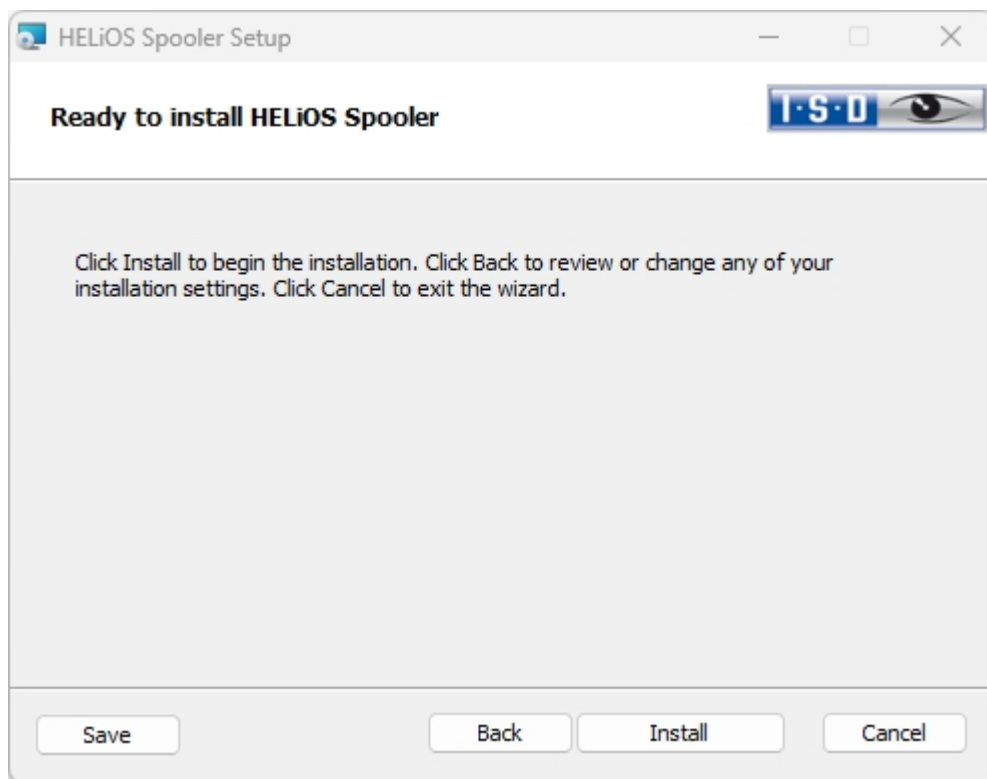 HELiOS Spooler Setup
Ready to install HELiOS Spooler
I·S·D
Click Install to begin the installation. Click Back to review or change any of your
installation settings. Click Cancel to exit the wizard.
Save
Back
Install
Cancel